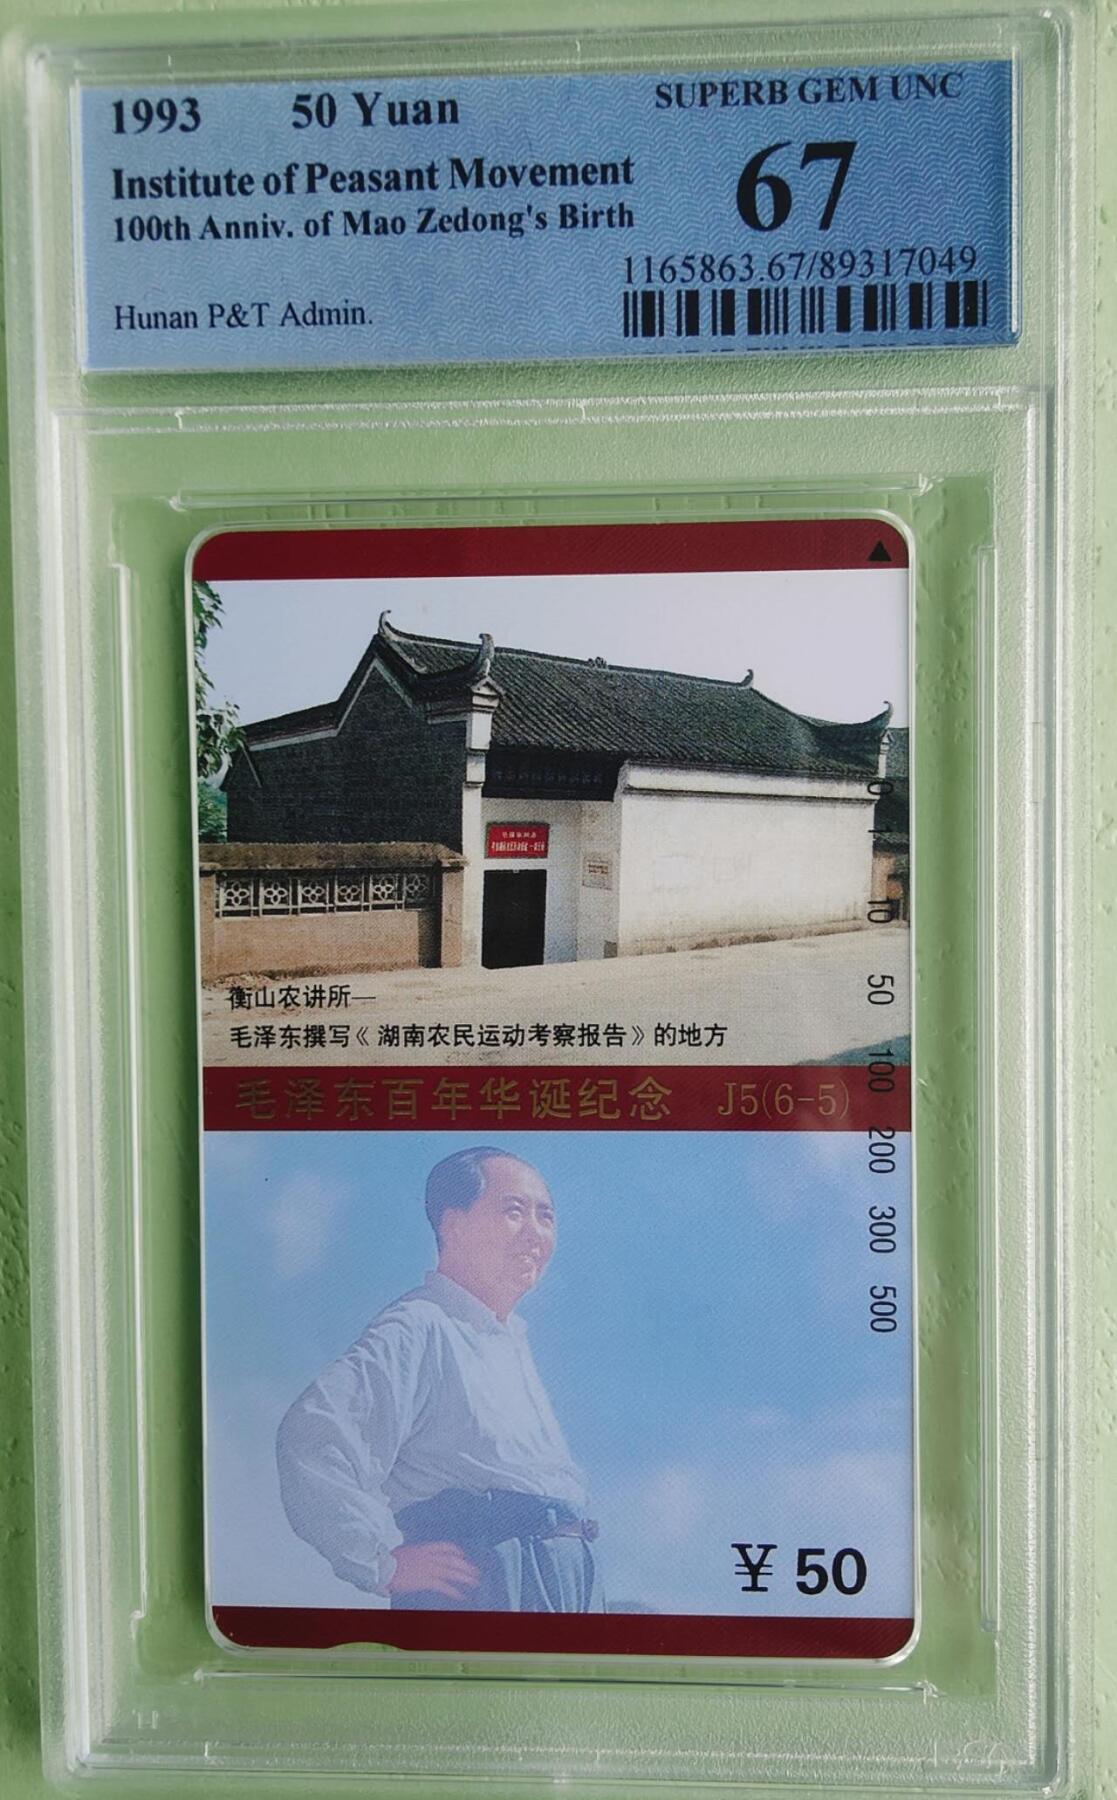 1993 50 Yuan
SUPERB GEM UNC
Institute of Peasant Movement
67
100th Anniv. of Mao Zedong's Birth
1165863.67/89317049
Hunan P&T Admin.
衡山农讲所—
毛泽东撰写《湖南农民运动考察报告》的地方
毛泽东百年华诞纪念 J5(6-5)
0
1
10
50
100
200
300
500
¥ 50